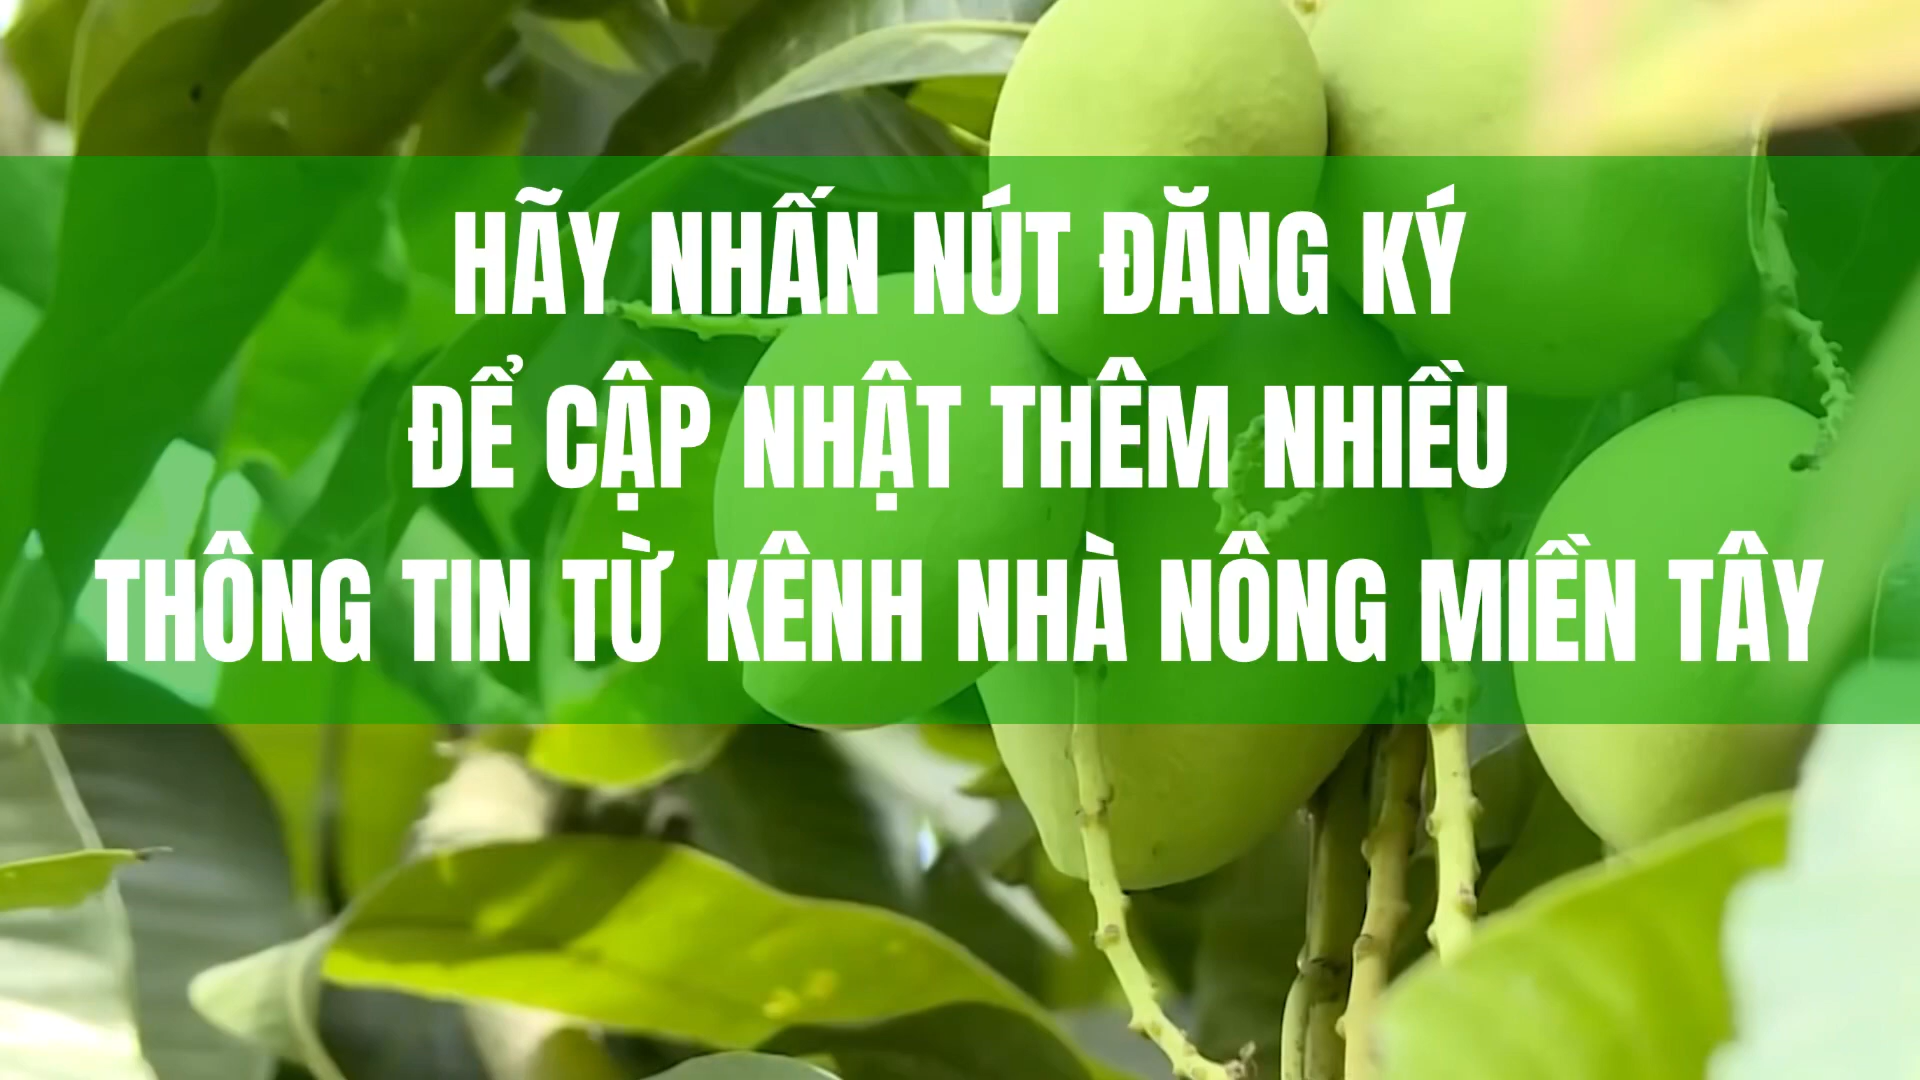 HÃY NHẤN NÚT ĐĂNG KÝ
ĐỂ CẬP NHẬT THÊM NHIỀU
THÔNG TIN TỪ KÊNH NHÀ NÔNG MIỀN TÂY